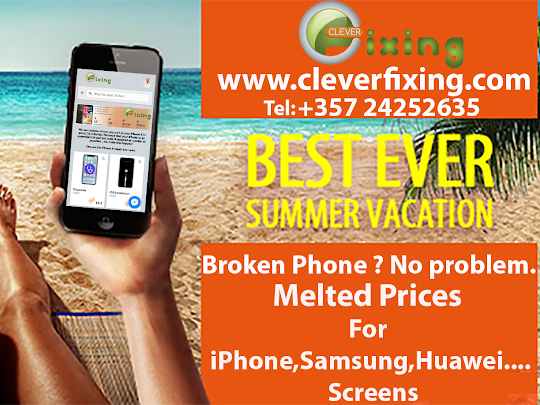 CLEVER
ixing
www.cleverfixing.com
Tel:+357 24252635
BEST EVER
SUMMER VACATION
Broken Phone ? No problem.
Melted Prices
For
iPhone,Samsung,Huawei....
Screens